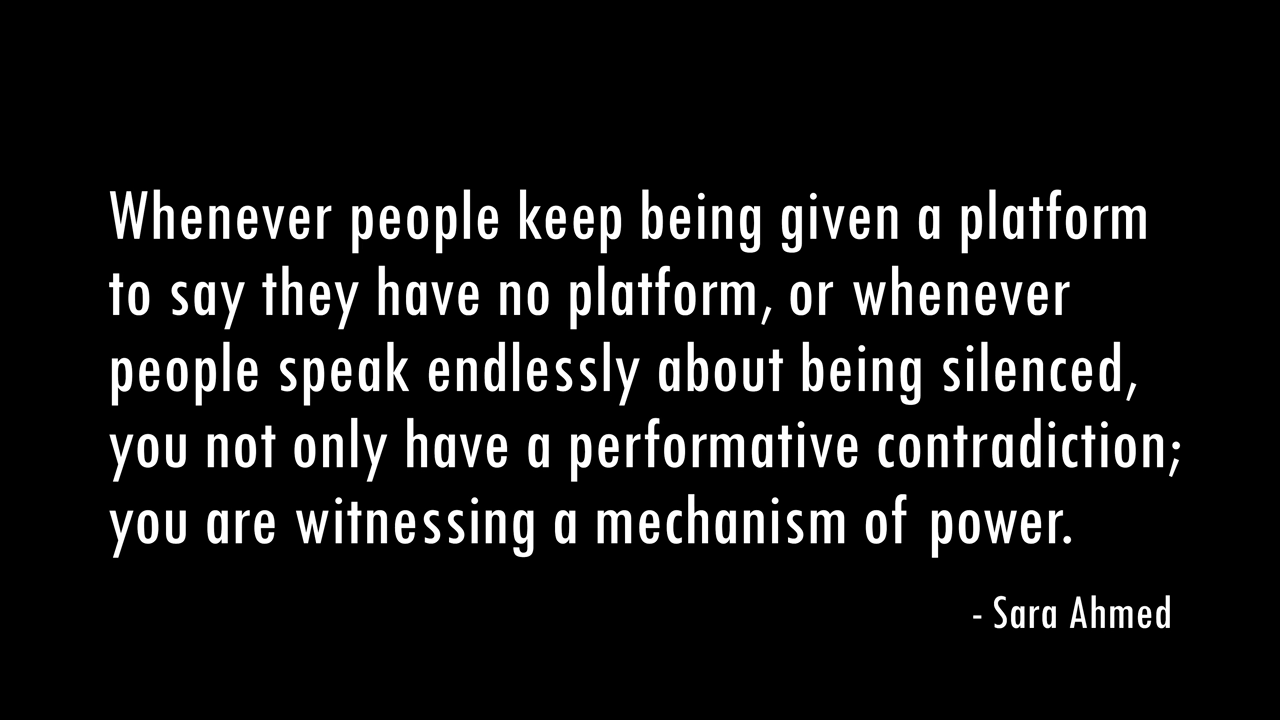 Whenever people keep being given a platform
to say they have no platform, or whenever
people speak endlessly about being silenced,
you not only have a performative contradiction;
you are witnessing a mechanism of power.
- Sara Ahmed